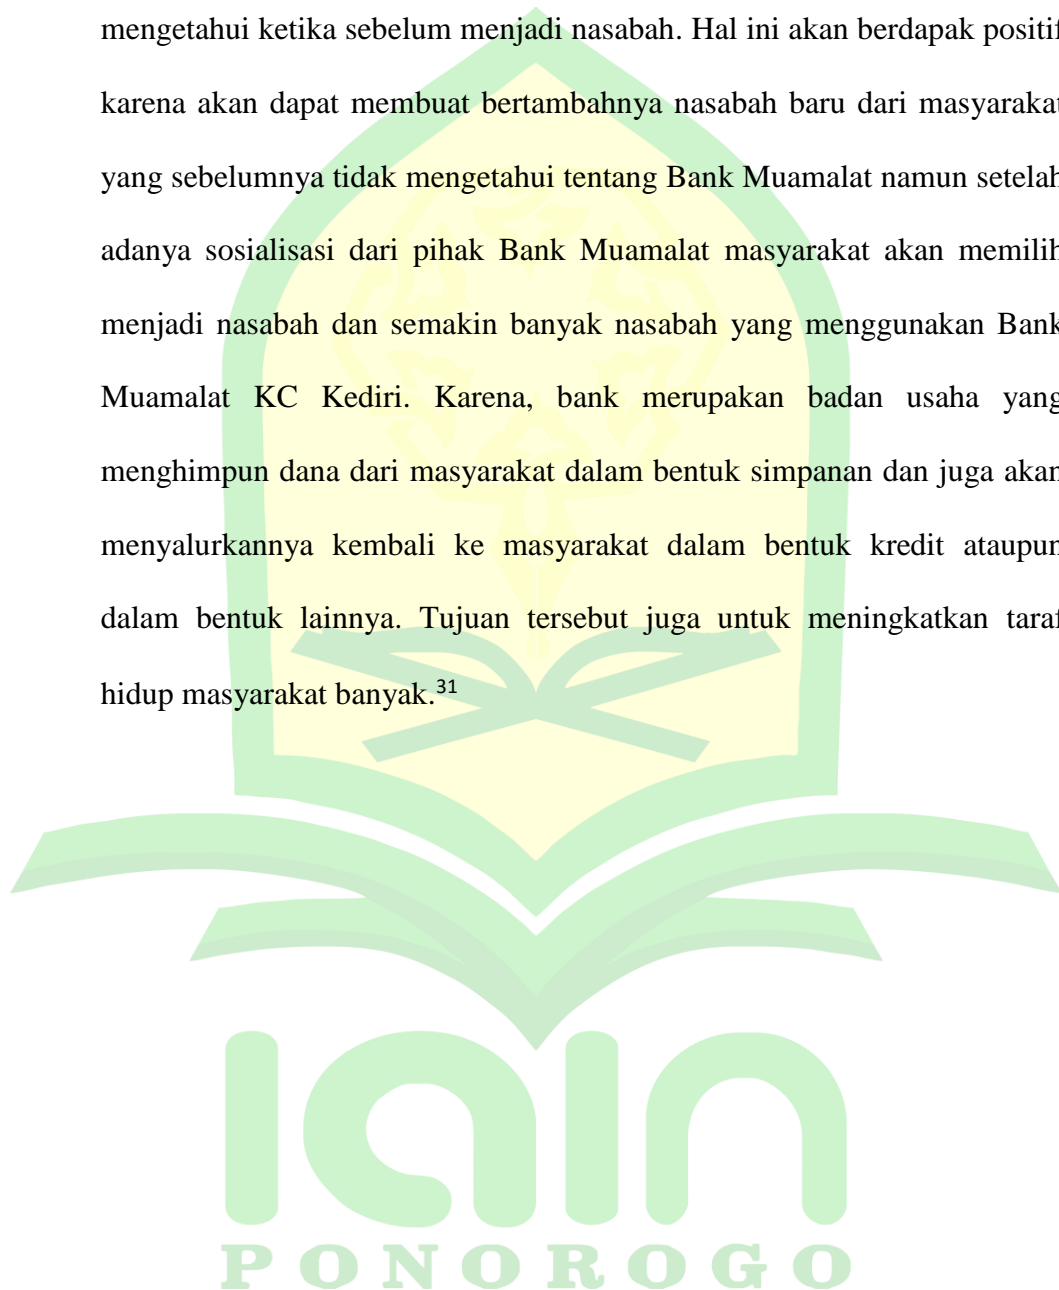 mengetahui ketika sebelum menjadi nasabah. Hal ini akan berdapak positif
karena akan dapat membuat bertambahnya nasabah baru dari masyarakat
yang sebelumnya tidak mengetahui tentang Bank Muamalat namun setelah
adanya sosialisasi dari pihak Bank Muamalat masyarakat akan memilih
menjadi nasabah dan semakin banyak nasabah yang menggunakan Bank
Muamalat KC Kediri. Karena, bank merupakan badan usaha yang
menghimpun dana dari masyarakat dalam bentuk simpanan dan juga akan
menyalurkannya kembali ke masyarakat dalam bentuk kredit ataupun
dalam bentuk lainnya. Tujuan tersebut juga untuk meningkatkan taraf
hidup masyarakat banyak.³¹
iain
PONOROGO